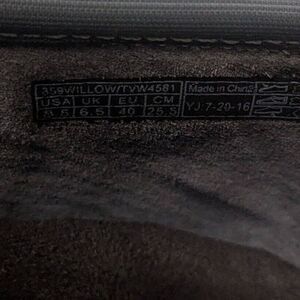 359WILLOW/TVW4581
USA UK EU CM
8.5 6.5 40 25.5
Made in China
YJ:7-20-16